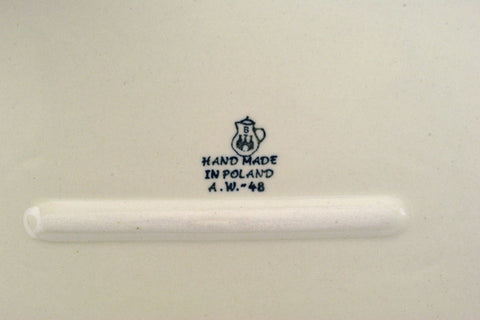 B
HAND MADE
IN POLAND
A.W.-48